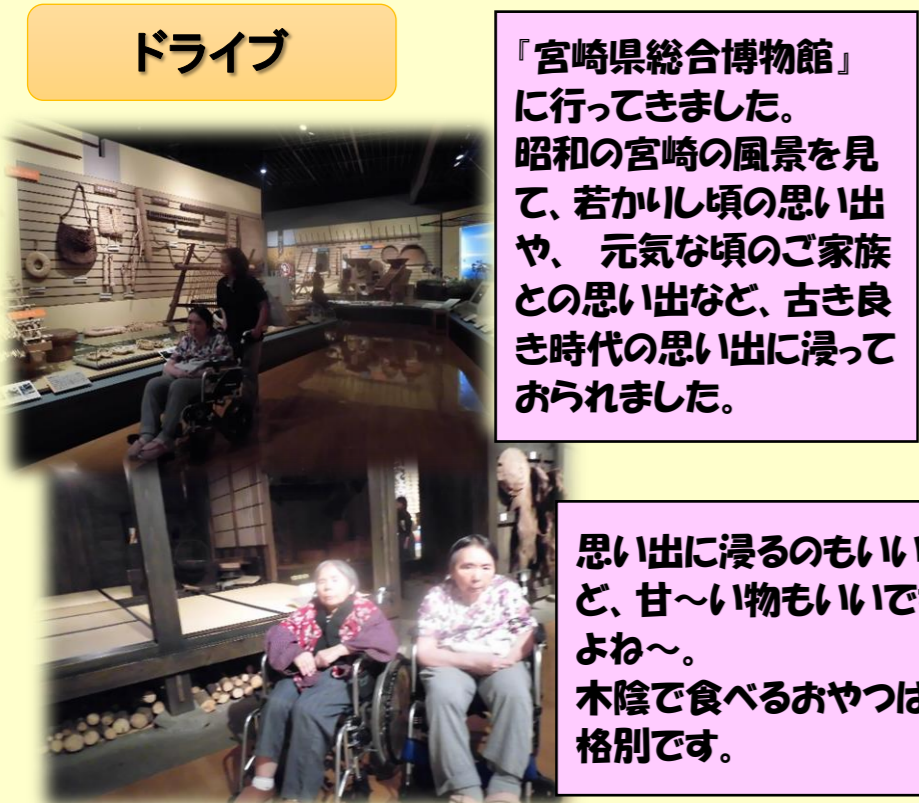 ドライブ
『宮崎県総合博物館』
に行ってきました。
昭和の宮崎の風景を見
て、若かりし頃の思い出
や、 元気な頃のご家族
との思い出など、古き良
き時代の思い出に浸って
おられました。
思い出に浸るのもいい
ど、甘～い物もいいで
よね～。
木陰で食べるおやつは
格別です。